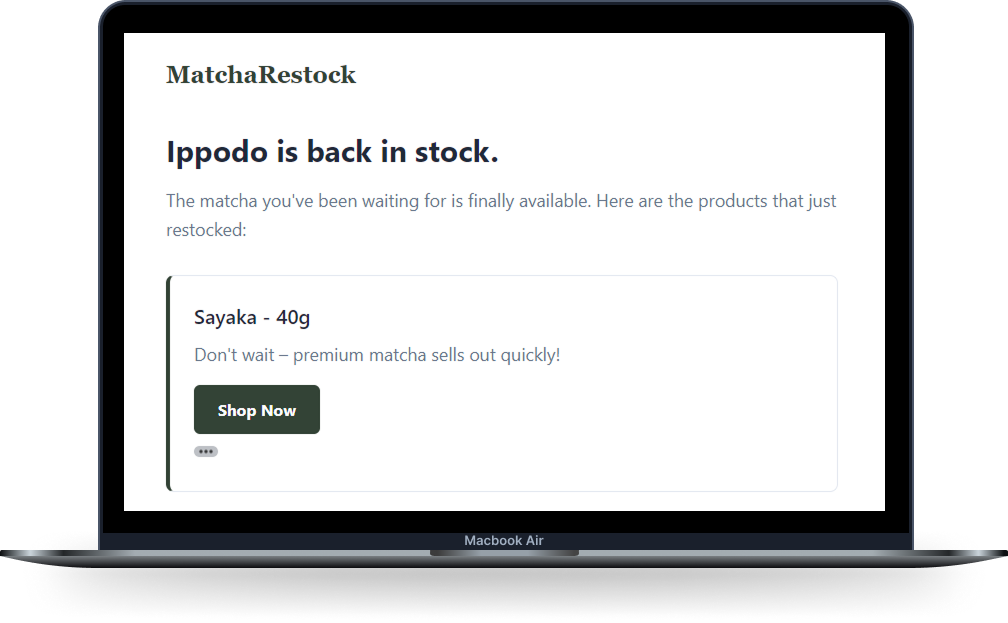 MatchaRestock
Ippodo is back in stock.
The matcha you've been waiting for is finally available. Here are the products that just
restocked:
Sayaka - 40g
Don't wait – premium matcha sells out quickly!
Shop Now
Macbook Air